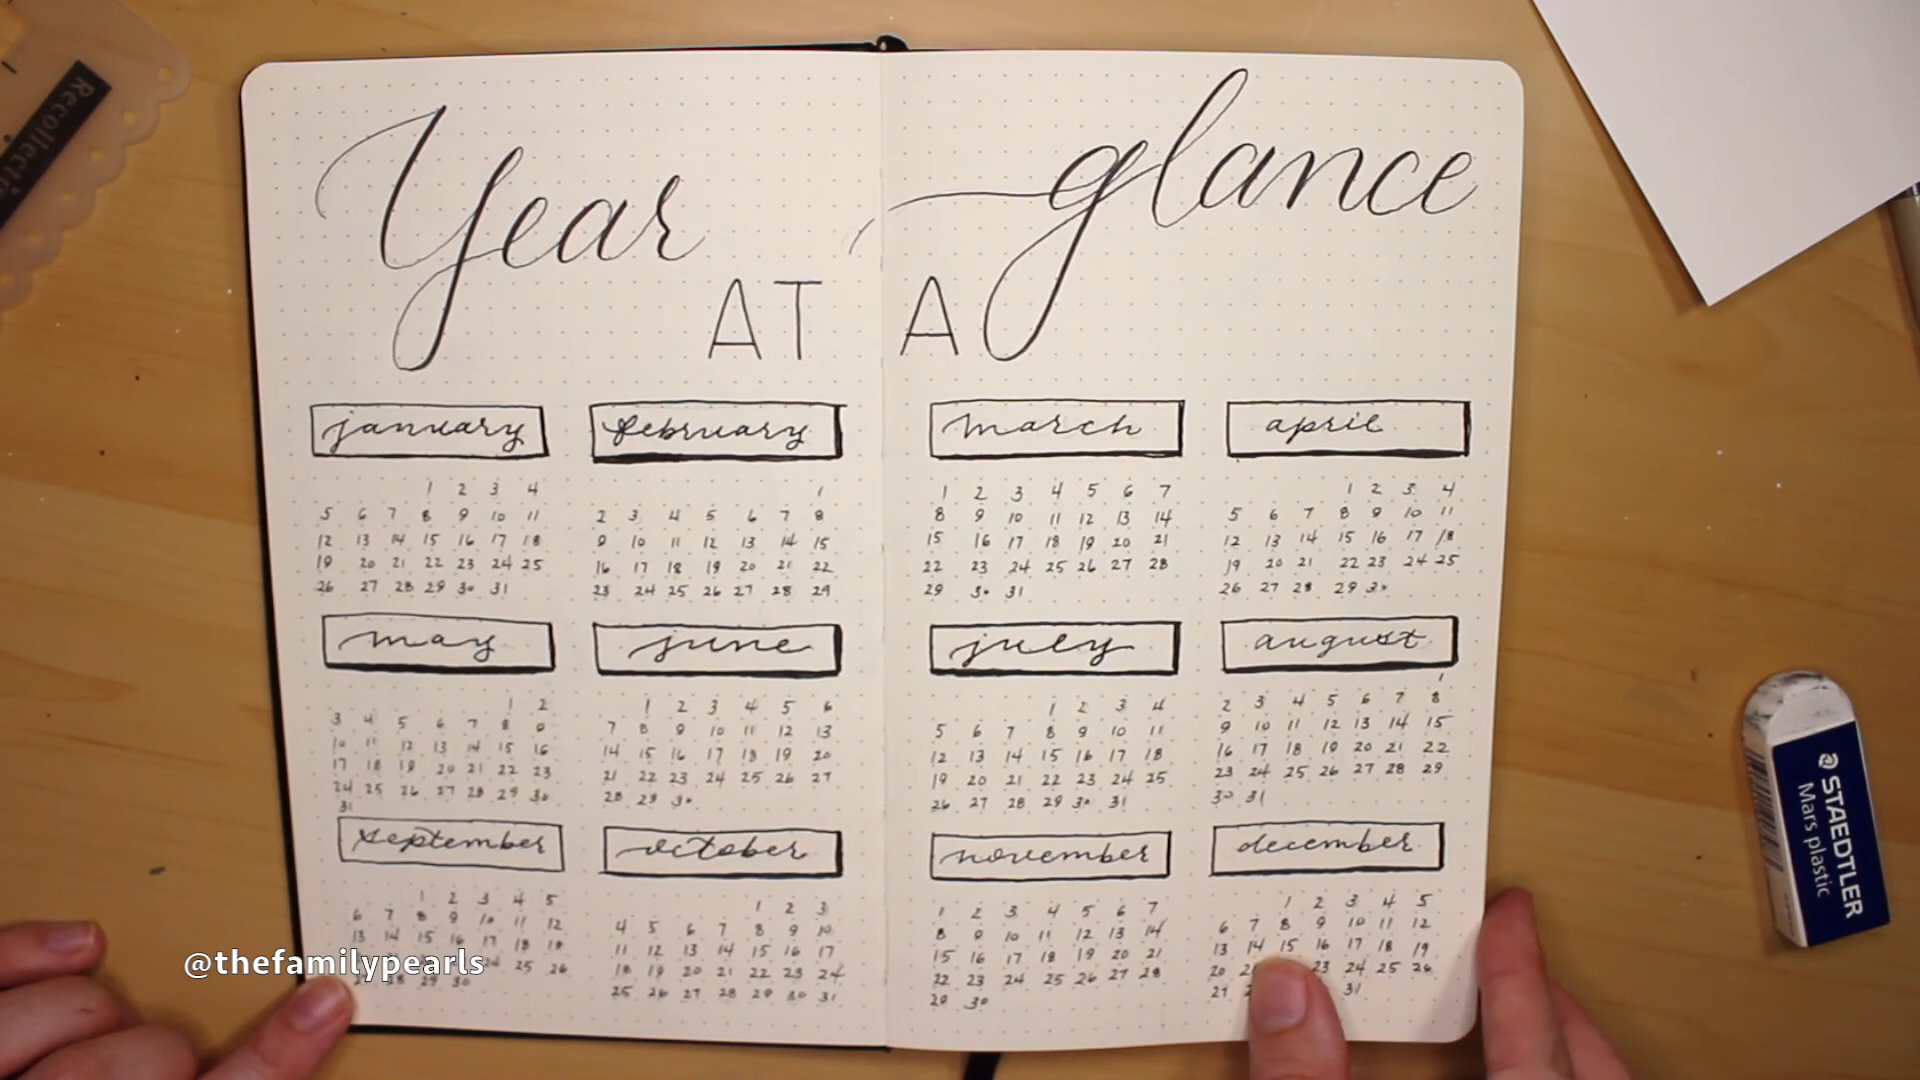 Year
AT A
glance
january
1 2 3 4
5 6 7 8 9 10 11
12 13 14 15 16 17 18
19 20 21 22 23 24 25
26 27 28 29 30 31
february
1
2 3 4 5 6 7 8
9 10 11 12 13 14 15
16 17 18 19 20 21 22
23 24 25 26 27 28 29
march
1 2 3 4 5 6 7
8 9 10 11 12 13 14
15 16 17 18 19 20 21
22 23 24 25 26 27 28
29 30 31
april
1 2 3 4
5 6 7 8 9 10 11
12 13 14 15 16 17 18
19 20 21 22 23 24 25
26 27 28 29 30
may
1 2
3 4 5 6 7 8 9
10 11 12 13 14 15 16
17 18 19 20 21 22 23
24 25 26 27 28 29 30
31
june
1 2 3 4 5 6
7 8 9 10 11 12 13
14 15 16 17 18 19 20
21 22 23 24 25 26 27
28 29 30
july
1 2 3 4
5 6 7 8 9 10 11
12 13 14 15 16 17 18
19 20 21 22 23 24 25
26 27 28 29 30 31
august
1
2 3 4 5 6 7 8
9 10 11 12 13 14 15
16 17 18 19 20 21 22
23 24 25 26 27 28 29
30 31
september
1 2 3 4 5
6 7 8 9 10 11 12
13 14 15 16 17 18 19
24 25 26
28 29 30
october
1 2 3
4 5 6 7 8 9 10
11 12 13 14 15 16 17
18 19 20 21 22 23 24
25 26 27 28 29 30 31
november
1 2 3 4 5 6 7
8 9 10 11 12 13 14
15 16 17 18 19 20 21
22 23 24 25 26 27 28
29 30
december
1 2 3 4 5
6 7 8 9 10 11 12
13 14 15 16 17 18 19
20 23 24 25 26
27 31
@thefamilypearls
STAEDTLER
Mars plastic